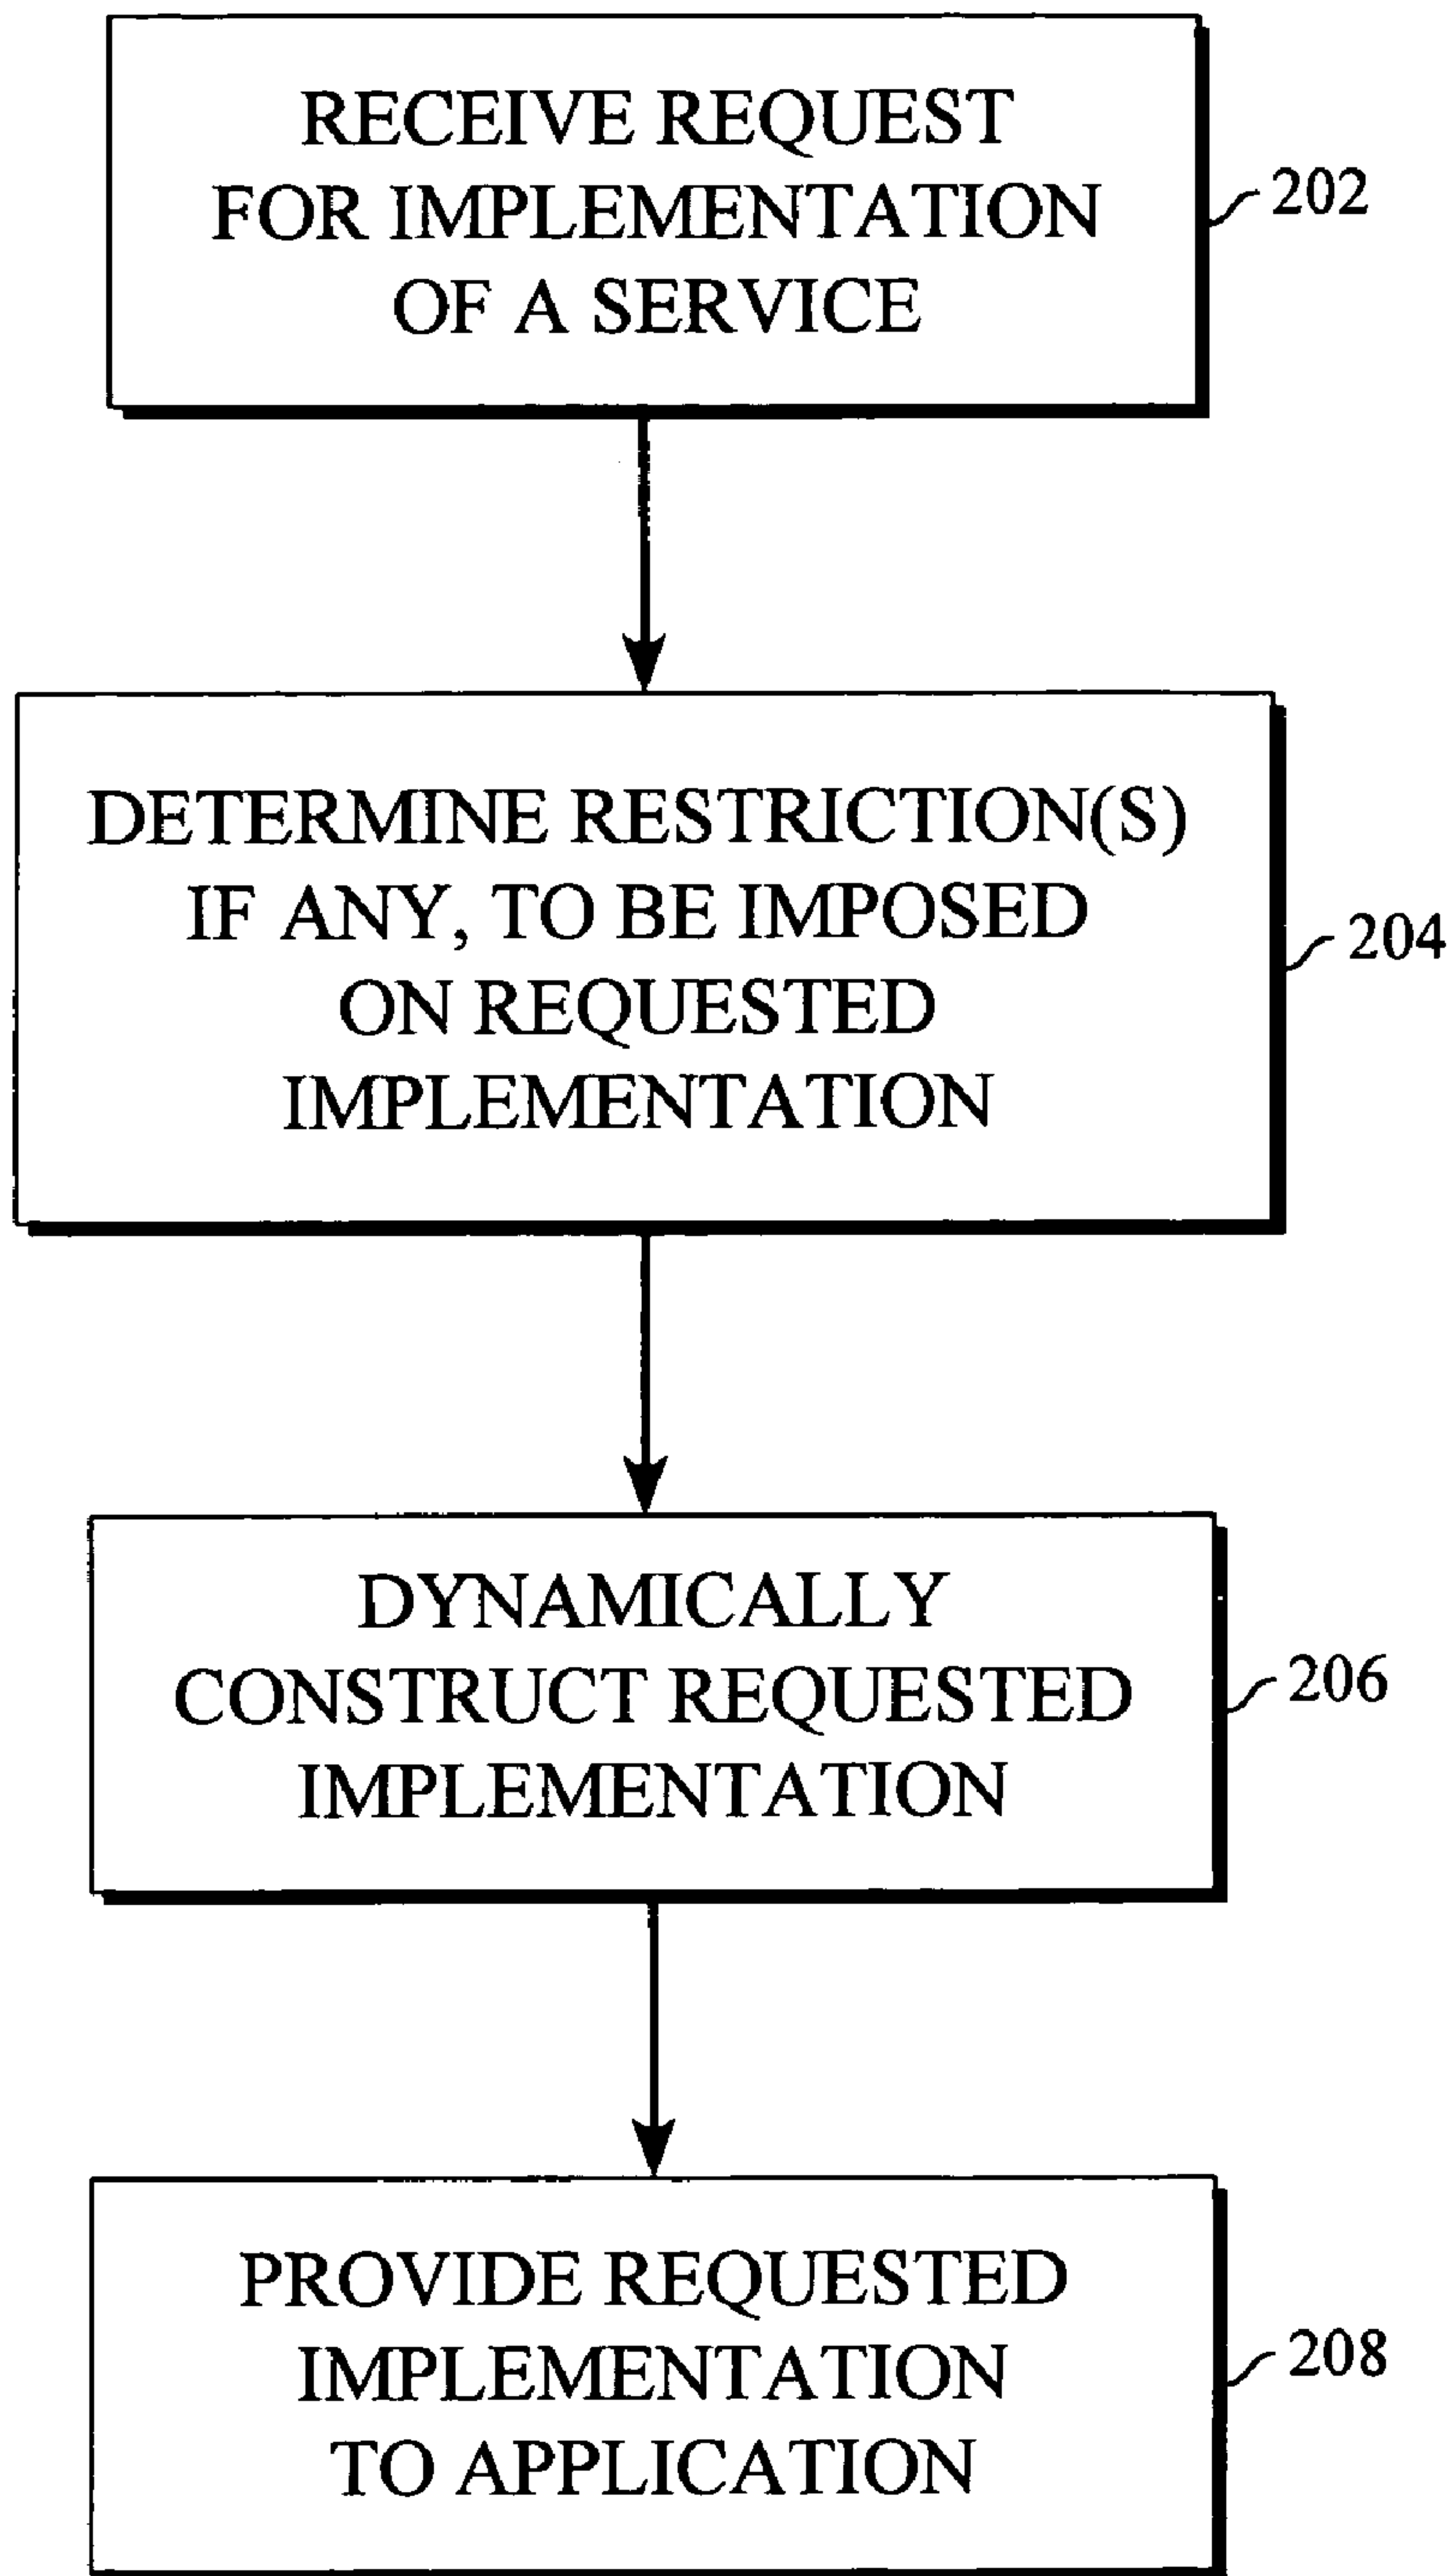 RECEIVE REQUEST
FOR IMPLEMENTATION
OF A SERVICE
202
DETERMINE RESTRICTION(S)
IF ANY, TO BE IMPOSED
ON REQUESTED
IMPLEMENTATION
204
DYNAMICALLY
CONSTRUCT REQUESTED
IMPLEMENTATION
206
PROVIDE REQUESTED
IMPLEMENTATION
TO APPLICATION
208